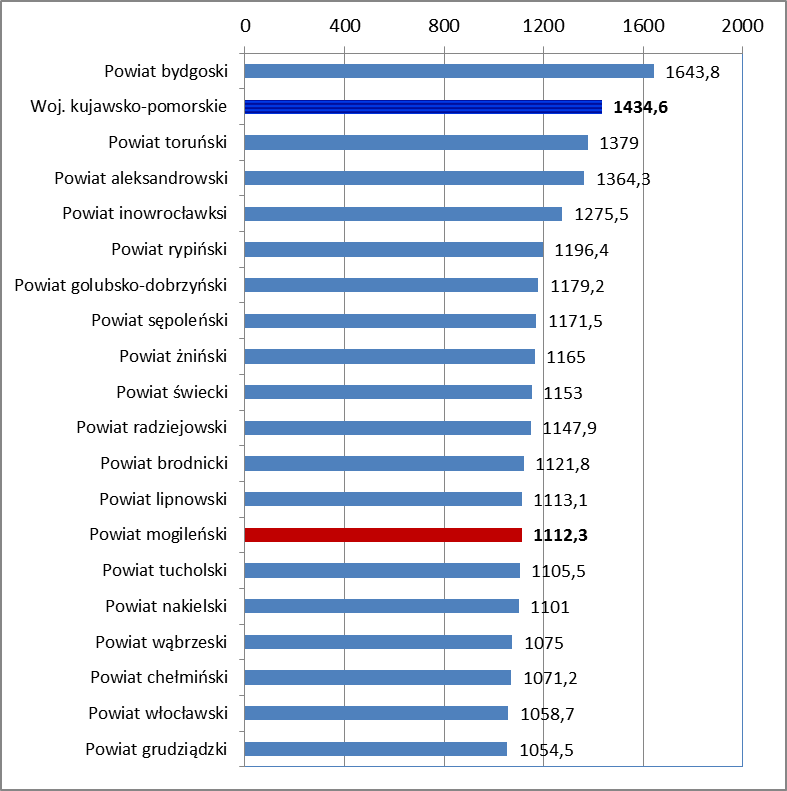 0 400 800 1200 1600 2000
Powiat bydgoski 1643,8
Woj. kujawsko-pomorskie 1434,6
Powiat toruński 1379
Powiat aleksandrowski 1364,3
Powiat inowrocławksi 1275,5
Powiat rypiński 1196,4
Powiat golubsko-dobrzyński 1179,2
Powiat sępoleński 1171,5
Powiat żniński 1165
Powiat świecki 1153
Powiat radziejowski 1147,9
Powiat brodnicki 1121,8
Powiat lipnowski 1113,1
Powiat mogileński 1112,3
Powiat tucholski 1105,5
Powiat nakielski 1101
Powiat wąbrzeski 1075
Powiat chełmiński 1071,2
Powiat włocławski 1058,7
Powiat grudziądzki 1054,5